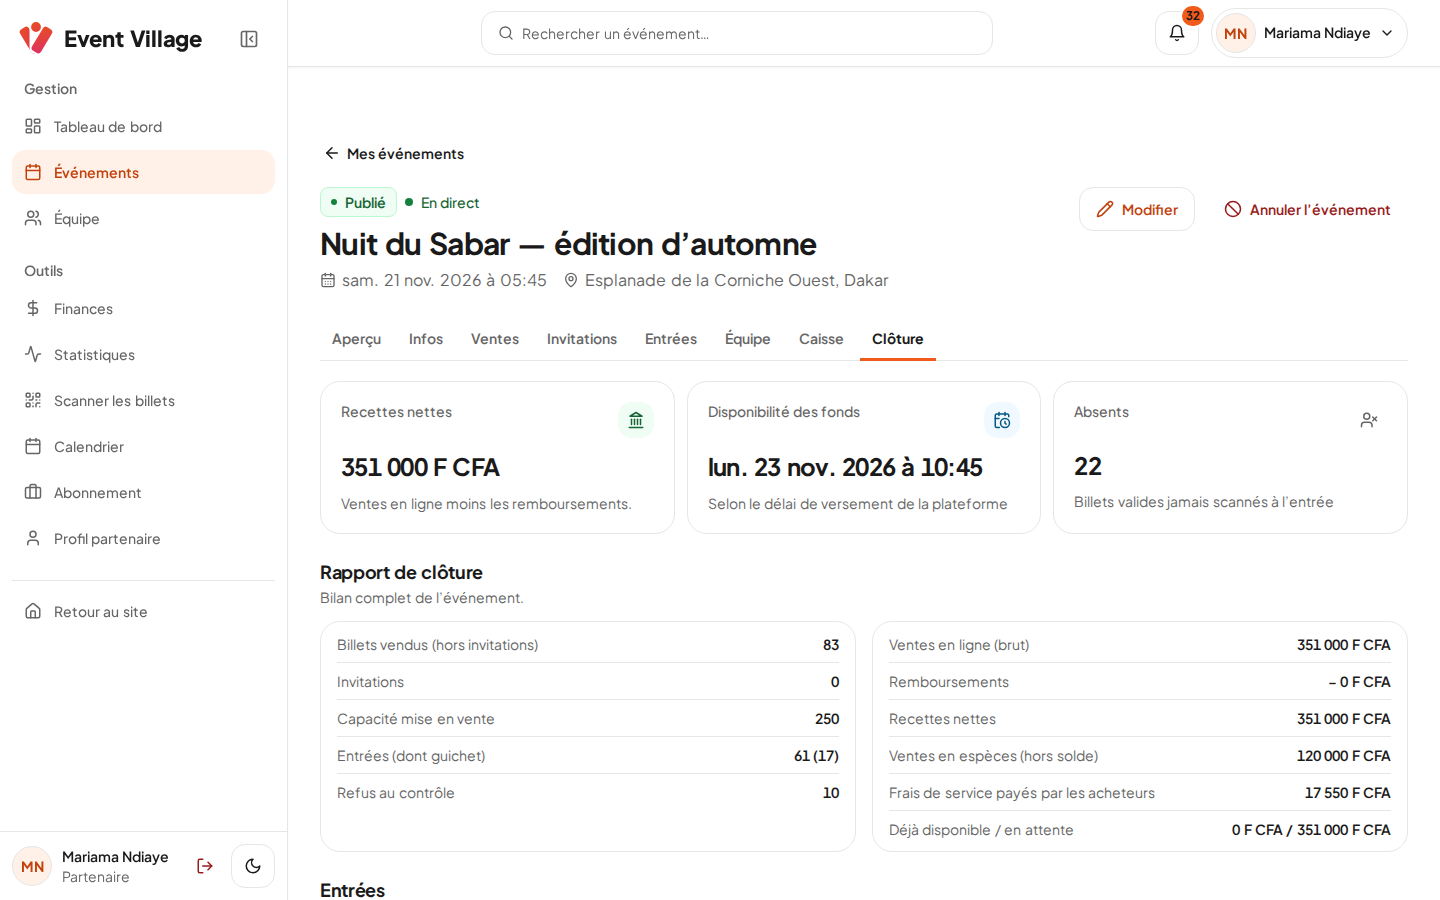 Event Village
Rechercher un événement...
32
MN
Mariama Ndiaye
Gestion
Tableau de bord
Événements
Équipe
Outils
Finances
Statistiques
Scanner les billets
Calendrier
Abonnement
Profil partenaire
Retour au site
MN
Mariama Ndiaye
Partenaire
Mes événements
Publié
En direct
Modifier
Annuler l’événement
Nuit du Sabar — édition d’automne
sam. 21 nov. 2026 à 05:45
Esplanade de la Corniche Ouest, Dakar
Aperçu
Infos
Ventes
Invitations
Entrées
Équipe
Caisse
Clôture
Recettes nettes
351 000 F CFA
Ventes en ligne moins les remboursements.
Disponibilité des fonds
lun. 23 nov. 2026 à 10:45
Selon le délai de versement de la plateforme
Absents
22
Billets valides jamais scannés à l’entrée
Rapport de clôture
Bilan complet de l’événement.
Billets vendus (hors invitations) 83
Invitations 0
Capacité mise en vente 250
Entrées (dont guichet) 61 (17)
Refus au contrôle 10
Ventes en ligne (brut) 351 000 F CFA
Remboursements − 0 F CFA
Recettes nettes 351 000 F CFA
Ventes en espèces (hors solde) 120 000 F CFA
Frais de service payés par les acheteurs 17 550 F CFA
Déjà disponible / en attente 0 F CFA / 351 000 F CFA
Entrées